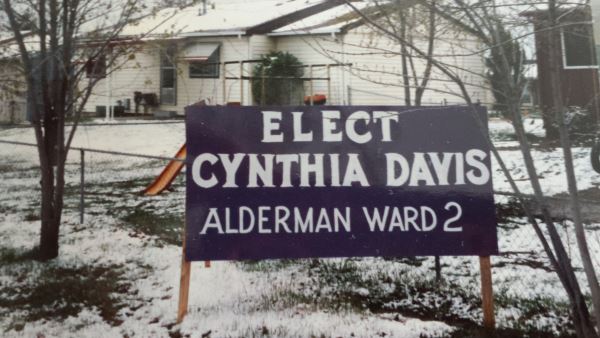 ELECT
CYNTHIA DAVIS
ALDERMAN WARD 2